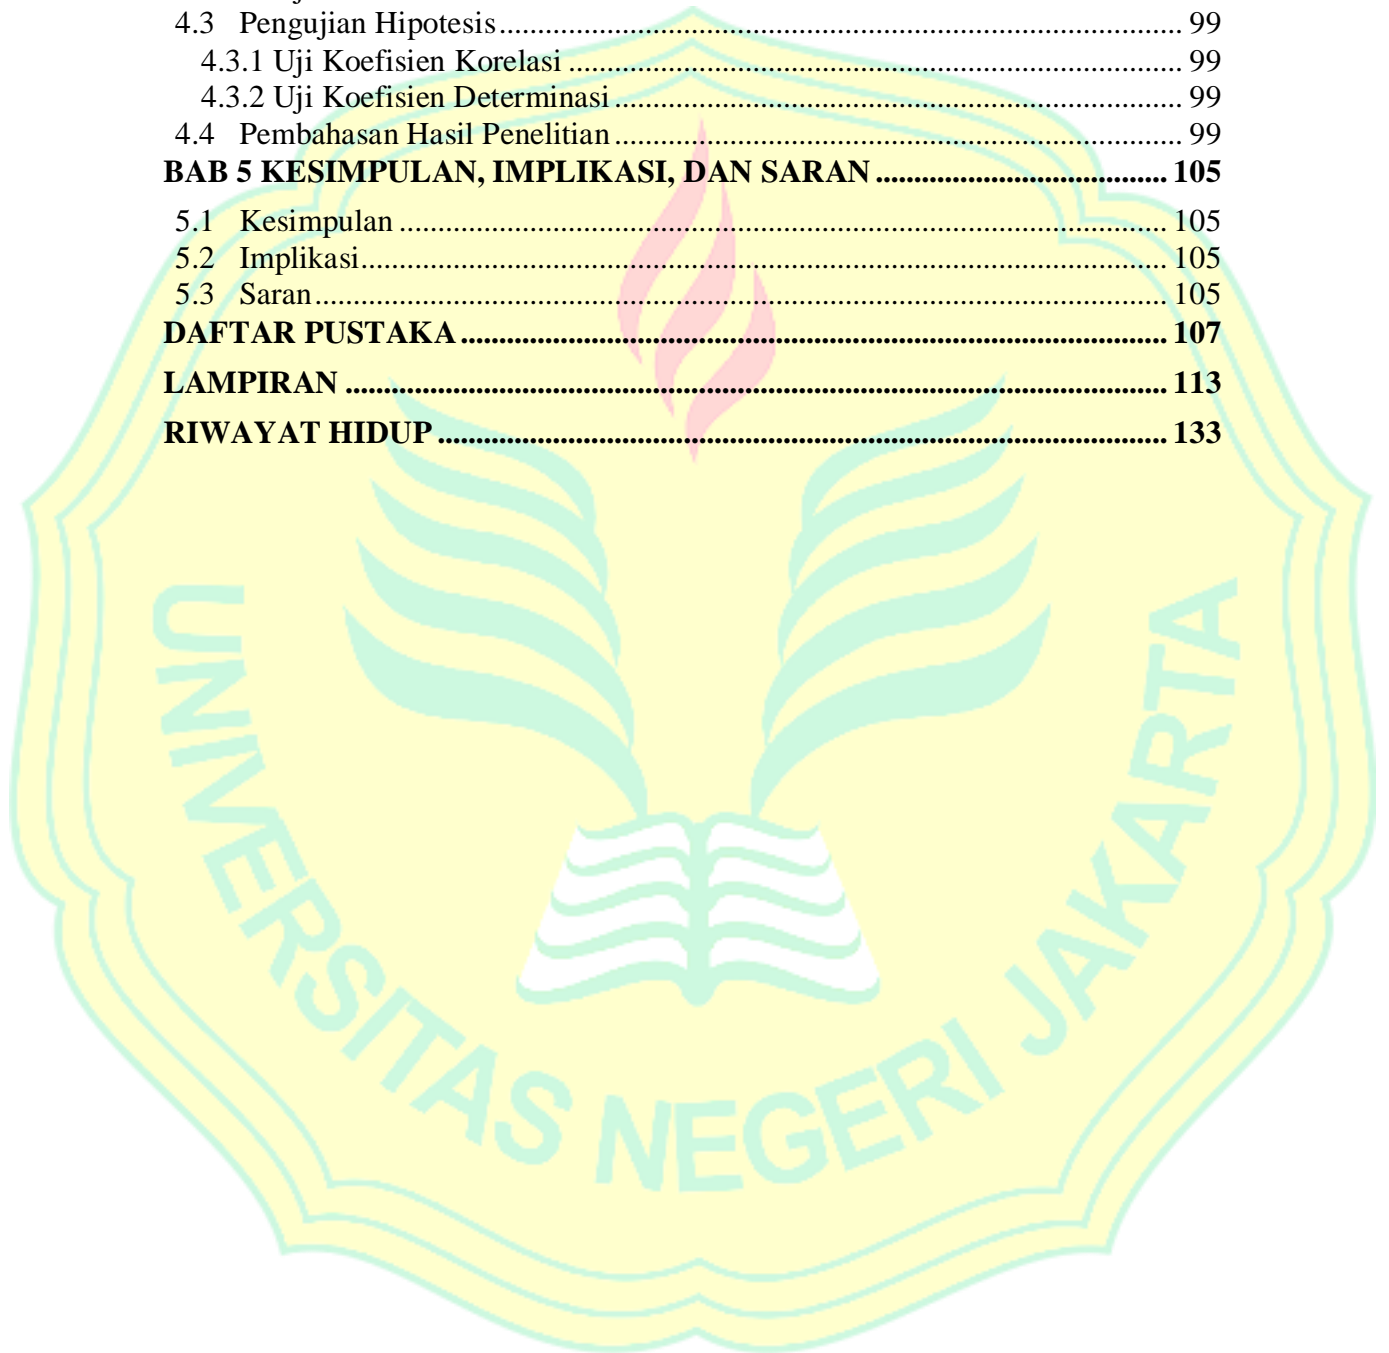 4.3 Pengujian Hipotesis........................................................................................ 99
4.3.1 Uji Koefisien Korelasi ............................................................................... 99
4.3.2 Uji Koefisien Determinasi ......................................................................... 99
4.4 Pembahasan Hasil Penelitian ......................................................................... 99
BAB 5 KESIMPULAN, IMPLIKASI, DAN SARAN ...................................... 105
5.1 Kesimpulan .................................................................................................. 105
5.2 Implikasi....................................................................................................... 105
5.3 Saran............................................................................................................. 105
DAFTAR PUSTAKA ........................................................................................... 107
LAMPIRAN ......................................................................................................... 113
RIWAYAT HIDUP ............................................................................................... 133
UNIVERSITAS NEGERI JAKARTA